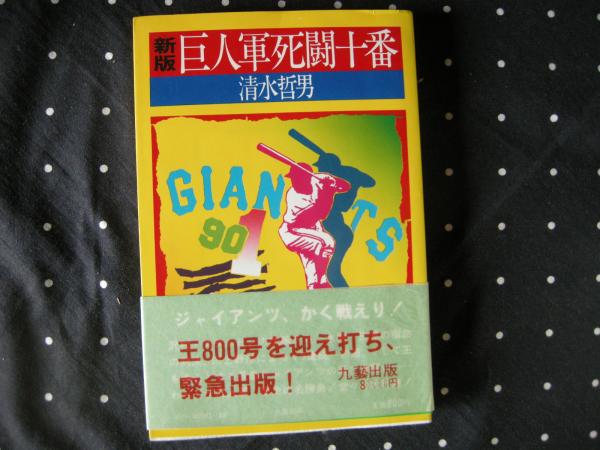 新版
巨人軍死闘十番
清水哲男
GIANTS
90
1
ジャイアンツ、かく戦えり!
王800号を迎え打ち、
緊急出版!
九藝出版